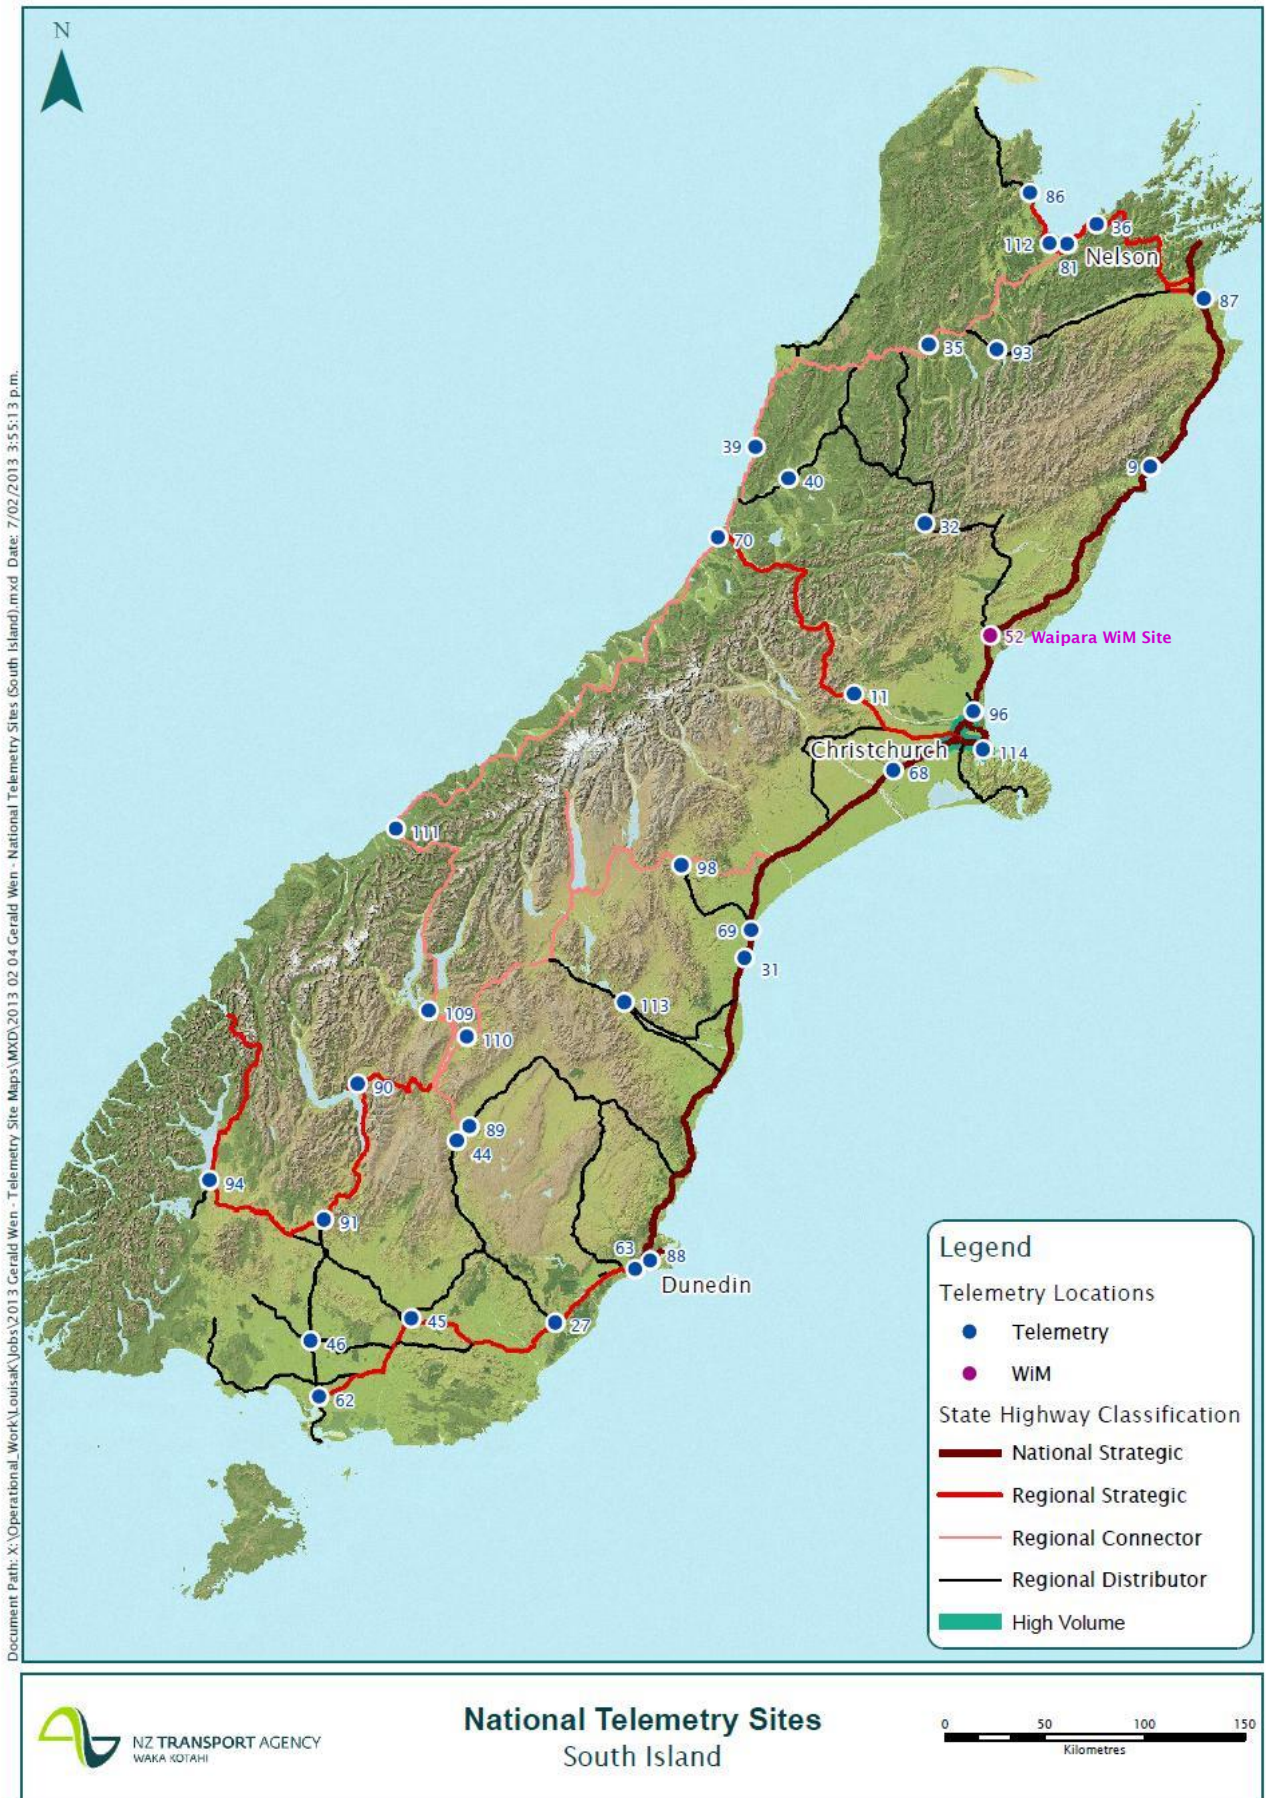 N
86
36
112
81
Nelson
87
35
93
39
9
40
32
70
52 Waipara WiM Site
11
96
Christchurch
114
68
111
98
69
31
113
109
110
90
89
44
94
91
63
88
Dunedin
45
27
46
62
Legend
Telemetry Locations
Telemetry
WiM
State Highway Classification
National Strategic
Regional Strategic
Regional Connector
Regional Distributor
High Volume
Document Path: X:\Operational_Work\LouisaK\Jobs\2013 Gerald Wen - Telemetry Site Maps\MXD\2013 02 04 Gerald Wen - National Telemetry Sites (South Island).mxd Date: 7/02/2013 3:55:13 p.m.
NZ TRANSPORT AGENCY
WAKA KOTAHI
National Telemetry Sites
South Island
0 50 100 150
Kilometres